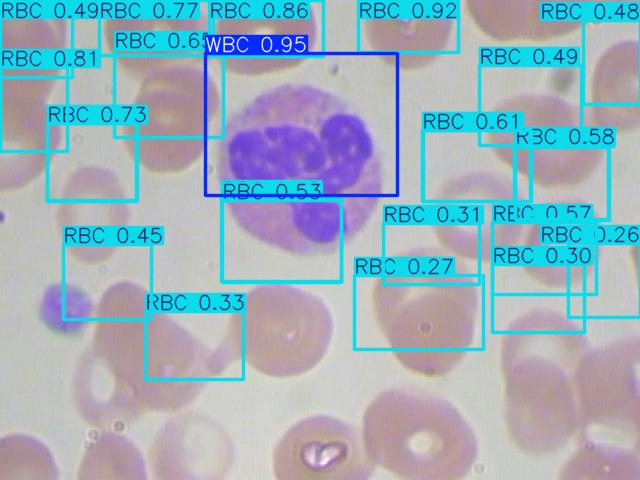 RBC 0.49
RBC 0.77
RBC 0.86
RBC 0.92
RBC 0.48
RBC 0.65
WBC 0.95
RBC 0.81
RBC 0.49
RBC 0.73
RBC 0.61
RBC 0.58
RBC 0.53
RBC 0.31
0.57
RBC 0.45
RBC 0.26
RBC 0.30
RBC 0.27
RBC 0.33